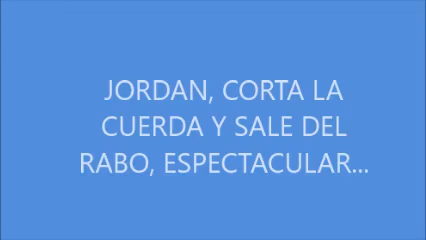 JORDAN, CORTA LA
CUERDA Y SALE DEL
RABO, ESPECTACULAR...